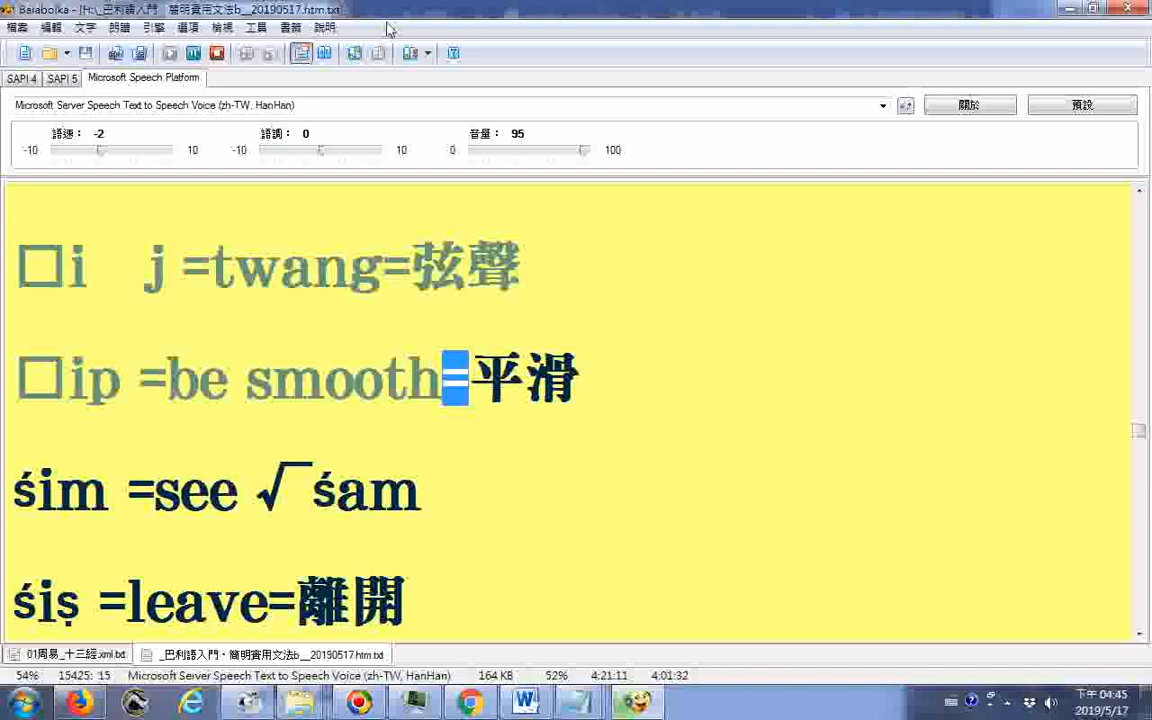 Balabolka - [H:\_巴利語入門‧簡明實用文法b__20190517.htm.txt]
檔案 編輯 文字 朗讀 引擎 選項 檢視 工具 書籤 說明
SAPI 4 SAPI 5 Microsoft Speech Platform
Microsoft Server Speech Text to Speech Voice (zh-TW, HanHan) 關於 預設
語速： -2 語調： 0 音量： 95
-10 10 -10 10 0 100
□i j =twang=弦聲
□ip =be smooth=平滑
śim =see √śam
śiṣ =leave=離開
01周易_十三經.xml.txt _巴利語入門‧簡明實用文法b__20190517.htm.txt
54% 15425: 15 Microsoft Server Speech Text to Speech Voice (zh-TW, HanHan) 164 KB 52% 4:21:11 4:01:32
下午 04:45
2019/5/17